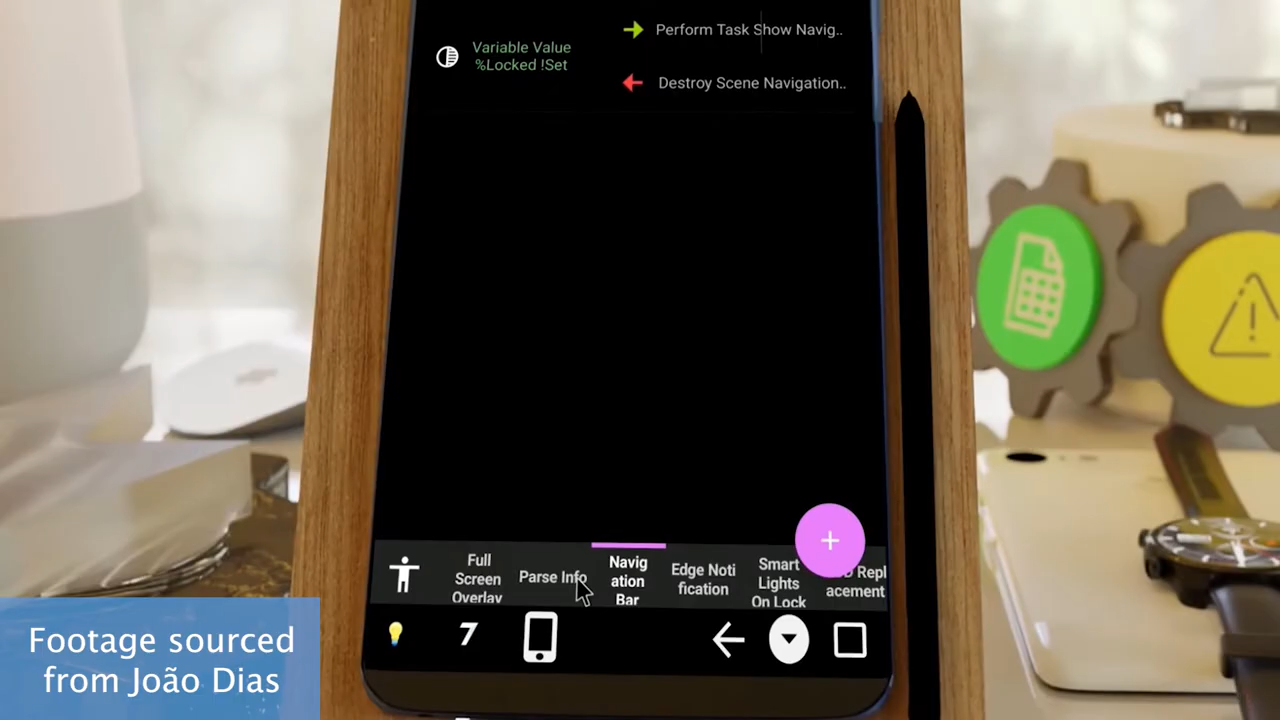 Perform Task Show Navig..
Variable Value
%Locked !Set
Destroy Scene Navigation..
+
Full
Screen
Overlay
Parse Info
Navig
ation
Bar
Edge Noti
fication
Smart
Lights
On Lock
Repl
acement
7
Footage sourced
from João Dias